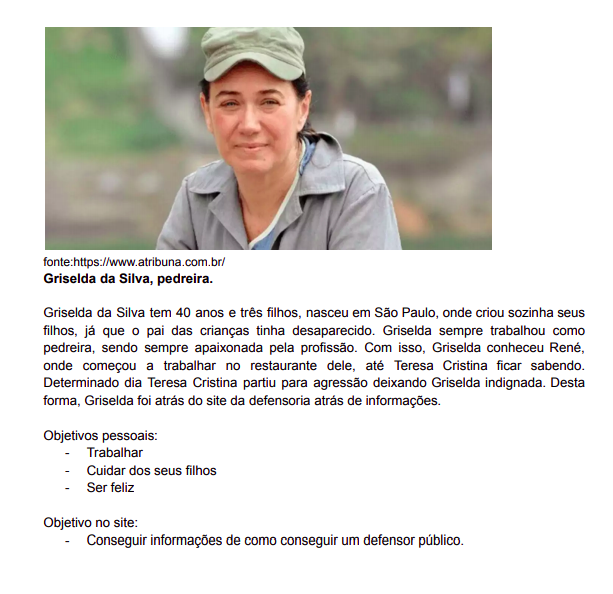 fonte:https://www.atribuna.com.br/
Griselda da Silva, pedreira.
Griselda da Silva tem 40 anos e três filhos, nasceu em São Paulo, onde criou sozinha seus
filhos, já que o pai das crianças tinha desaparecido. Griselda sempre trabalhou como
pedreira, sendo sempre apaixonada pela profissão. Com isso, Griselda conheceu René,
onde começou a trabalhar no restaurante dele, até Teresa Cristina ficar sabendo.
Determinado dia Teresa Cristina partiu para agressão deixando Griselda indignada. Desta
forma, Griselda foi atrás do site da defensoria atrás de informações.
Objetivos pessoais:
- Trabalhar
- Cuidar dos seus filhos
- Ser feliz
Objetivo no site:
- Conseguir informações de como conseguir um defensor público.